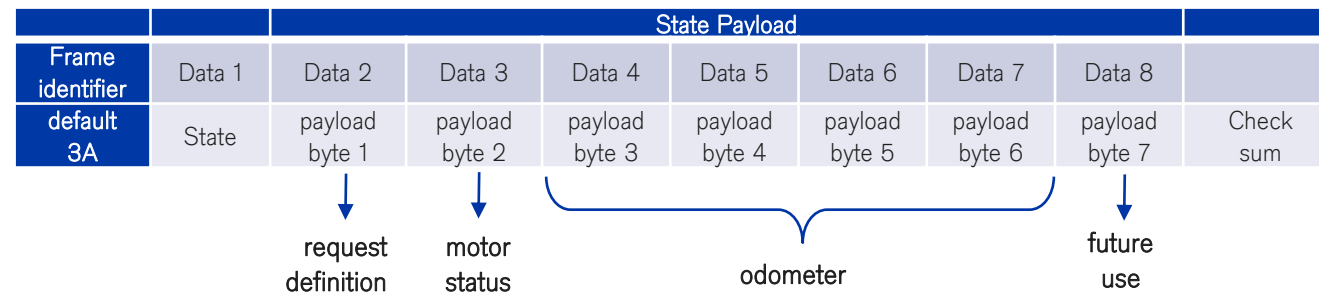 State Payload
Frame identifier Data 1 Data 2 Data 3 Data 4 Data 5 Data 6 Data 7 Data 8
default 3A State payload byte 1 payload byte 2 payload byte 3 payload byte 4 payload byte 5 payload byte 6 payload byte 7 Check sum
request definition
motor status
odometer
future use